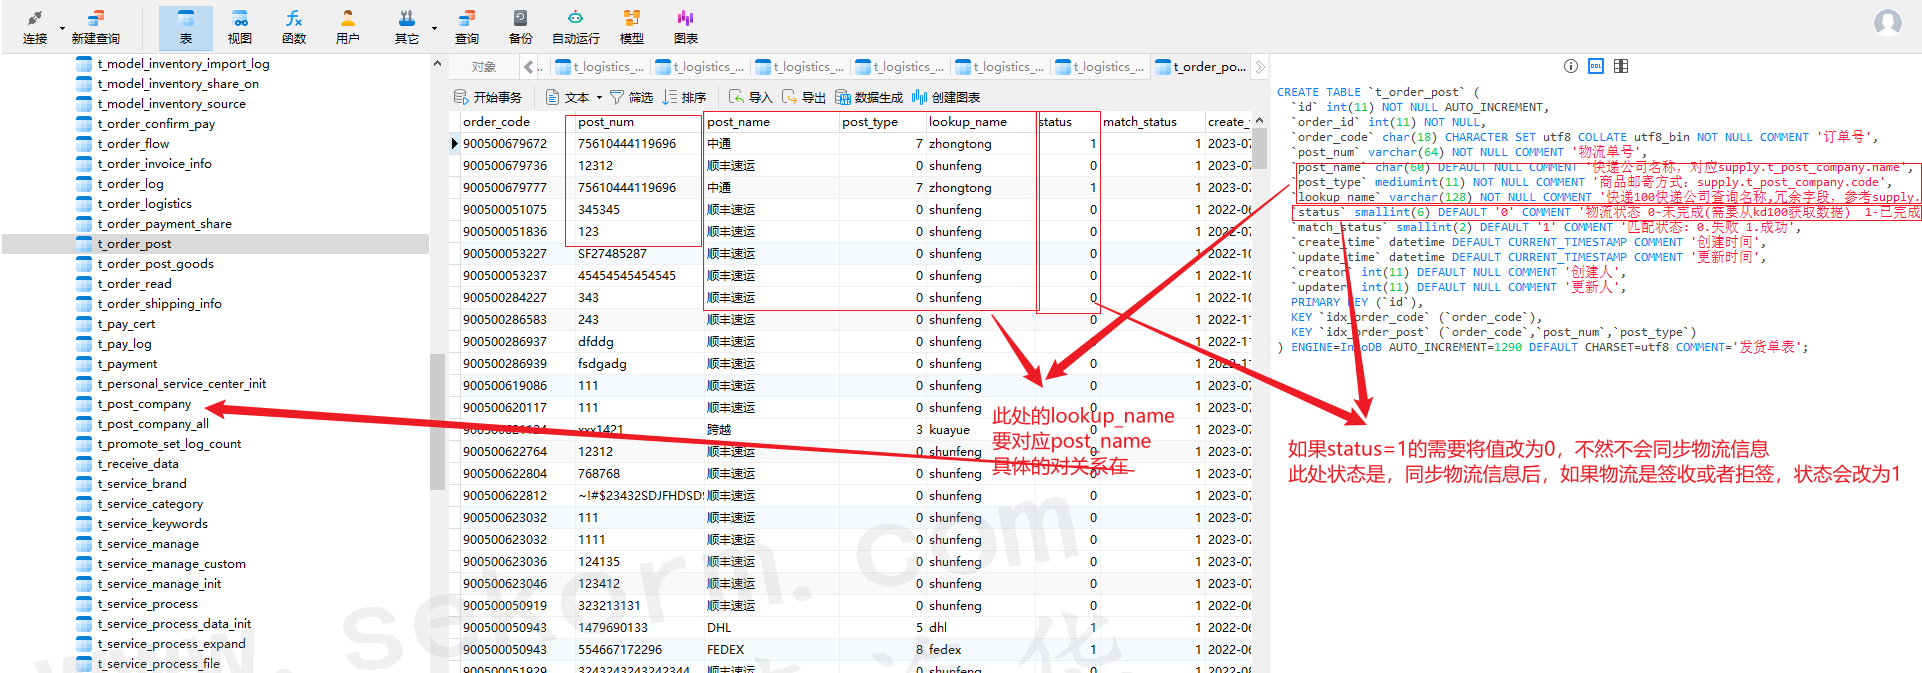 连接 新建查询 表 视图 函数 用户 其它 查询 备份 自动运行 模型 图表
t_model_inventory_import_log
t_model_inventory_share_on
t_model_inventory_source
t_order_confirm_pay
t_order_flow
t_order_invoice_info
t_order_log
t_order_logistics
t_order_payment_share
t_order_post
t_order_post_goods
t_order_read
t_order_shipping_info
t_pay_cert
t_pay_log
t_payment
t_personal_service_center_init
t_post_company
t_post_company_all
t_promote_set_log_count
t_receive_data
t_service_brand
t_service_category
t_service_keywords
t_service_manage
t_service_manage_custom
t_service_manage_init
t_service_process
t_service_process_data_init
t_service_process_expand
t_service_process_file
对象 t_logistics_... t_logistics_... t_logistics_... t_logistics_... t_logistics_... t_logistics_... t_order_po...
开始事务 文本 筛选 排序 导入 导出 数据生成 创建图表
order_code post_num post_name post_type lookup_name status match_status create_
900500679672 75610444119696 中通 7 zhongtong 1 1 2023-07
900500679736 12312 顺丰速运 0 shunfeng 0 1 2023-07
900500679777 75610444119696 中通 7 zhongtong 1 1 2023-07
900500051075 345345 顺丰速运 0 shunfeng 0 1 2022-06
900500051836 123 顺丰速运 0 shunfeng 0 1 2022-07
900500053227 SF27485287 顺丰速运 0 shunfeng 0 1 2022-10
900500053237 45454545454545 顺丰速运 0 shunfeng 0 1 2022-10
900500284227 343 顺丰速运 0 shunfeng 0 1 2022-10
900500286583 243 顺丰速运 0 shunfeng 0 1 2022-11
900500286937 dfddg 顺丰速运 0 shunfeng 0 1 2022-11
900500286939 fsdgadg 顺丰速运 0 shunfeng 0 1 2022-11
900500619086 111 顺丰速运 0 shunfeng 0 1 2023-07
900500620117 111 顺丰速运 0 shunfeng 0 1 2023-07
xxx1421 跨越 3 kuayue 0 1 2023-07
900500622764 12312 顺丰速运 0 shunfeng 0 1 2023-07
900500622804 768768 顺丰速运 0 shunfeng 0 1 2023-07
900500622812 ~!#$23432SDJFHDSDS 顺丰速运 0 shunfeng 0 1 2023-07
900500623032 111 顺丰速运 0 shunfeng 0 1 2023-07
900500623032 1111 顺丰速运 0 shunfeng 0 1 2023-07
900500623036 124135 顺丰速运 0 shunfeng 0 1 2023-07
900500623046 123412 顺丰速运 0 shunfeng 0 1 2023-07
900500050919 323213131 顺丰速运 0 shunfeng 0 1 2022-06
900500050943 1479690133 DHL 5 dhl 1 1 2022-06
900500050943 554667172296 FEDEX 8 fedex 1 1 2022-06
900500051929 3243243243242344 顺丰速运 0 shunfeng 0 1 2022-08
此处的lookup_name
要对应post_name
具体的对关系在
DDL
CREATE TABLE `t_order_post` (
`id` int(11) NOT NULL AUTO_INCREMENT,
`order_id` int(11) NOT NULL,
`order_code` char(18) CHARACTER SET utf8 COLLATE utf8_bin NOT NULL COMMENT '订单号',
`post_num` varchar(64) NOT NULL COMMENT '物流单号',
`post_name` char(60) DEFAULT NULL COMMENT '快递公司名称，对应supply.t_post_company.name',
`post_type` mediumint(11) NOT NULL COMMENT '商品邮寄方式：supply.t_post_company.code',
`lookup_name` varchar(128) NOT NULL COMMENT '快递100快递公司查询名称,冗余字段，参考supply.
`status` smallint(6) DEFAULT '0' COMMENT '物流状态 0-未完成(需要从kd100获取数据) 1-已完成
`match_status` smallint(2) DEFAULT '1' COMMENT '匹配状态：0.失败 1.成功',
`create_time` datetime DEFAULT CURRENT_TIMESTAMP COMMENT '创建时间',
`update_time` datetime DEFAULT CURRENT_TIMESTAMP COMMENT '更新时间',
`creator` int(11) DEFAULT NULL COMMENT '创建人',
`updater` int(11) DEFAULT NULL COMMENT '更新人',
PRIMARY KEY (`id`),
KEY `idx_order_code` (`order_code`),
KEY `idx_order_post` (`order_code`,`post_num`,`post_type`)
) ENGINE=InnoDB AUTO_INCREMENT=1290 DEFAULT CHARSET=utf8 COMMENT='发货单表';
如果status=1的需要将值改为0，不然不会同步物流信息
此处状态是，同步物流信息后，如果物流是签收或者拒签，状态会改为1
www.sekorm.com